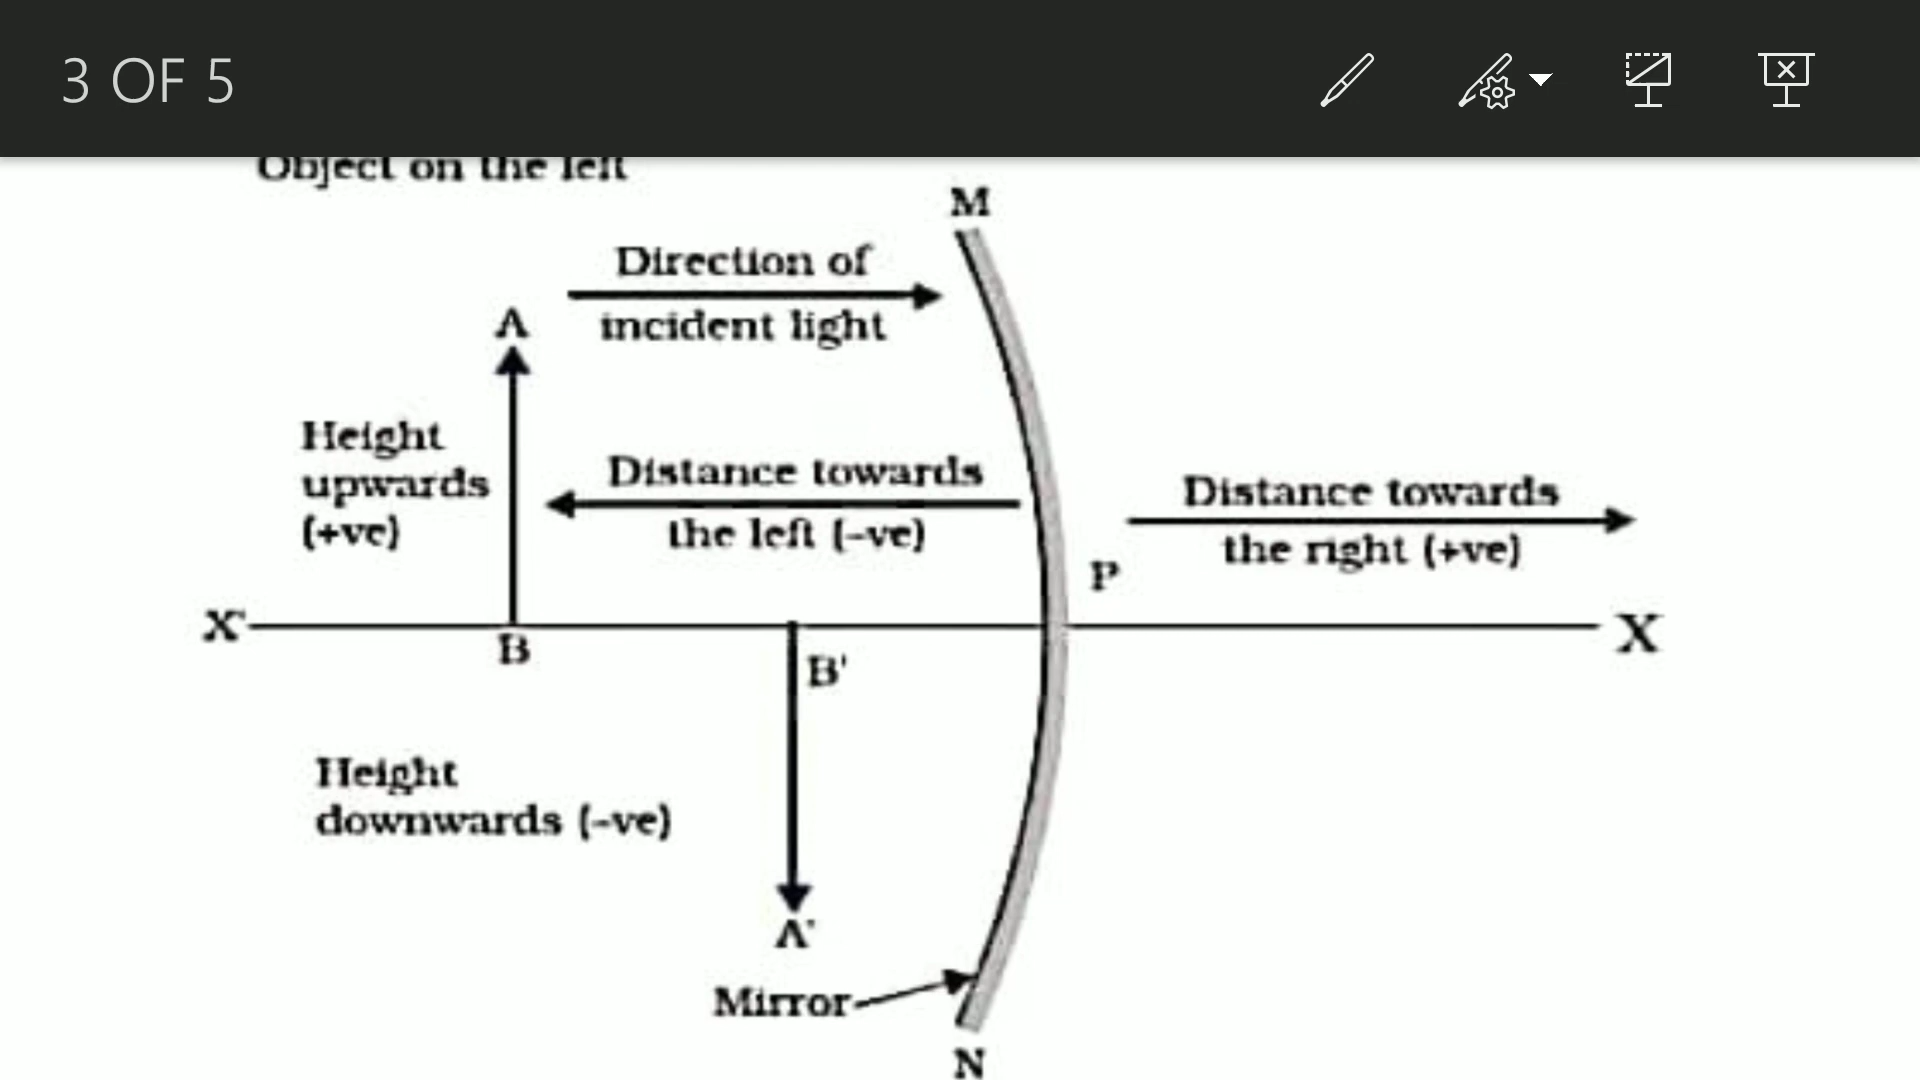 3 OF 5
Object on the left
M
Direction of
incident light
A
Height
upwards
(+ve)
Distance towards
the left (-ve)
Distance towards
the right (+ve)
P
X'
X
B
B'
Height
downwards (-ve)
A'
Mirror
N